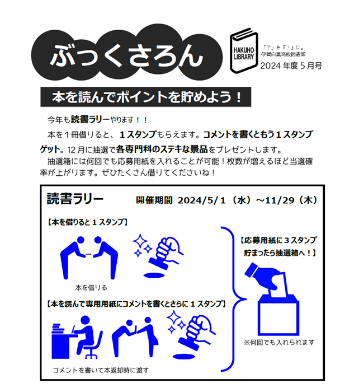 ぶっくさろん
HAKUHO
LIBRARY
2024年度5月号
本を読んでポイントを貯めよう！
今年も読書ラリーやります！！
本を１冊借りると、１スタンプもらえます。コメントを書くともう１スタンプ
ゲット。12月に抽選で各専門科のステキな景品をプレゼントします。
抽選箱には何回でも応募用紙を入れることが可能！枚数が増えるほど当選確
率が上がります。ぜひたくさん借りてくださいね！
読書ラリー 開催期間 2024/5/１（水）～11/29（木）
【本を借りると１スタンプ】
【応募用紙に３スタンプ
貯まったら抽選箱へ！】
本を借りる
【本を読んで専用用紙にコメントを書くとさらに１スタンプ】
※何回でも入れられます
コメントを書いて本返却時に渡す